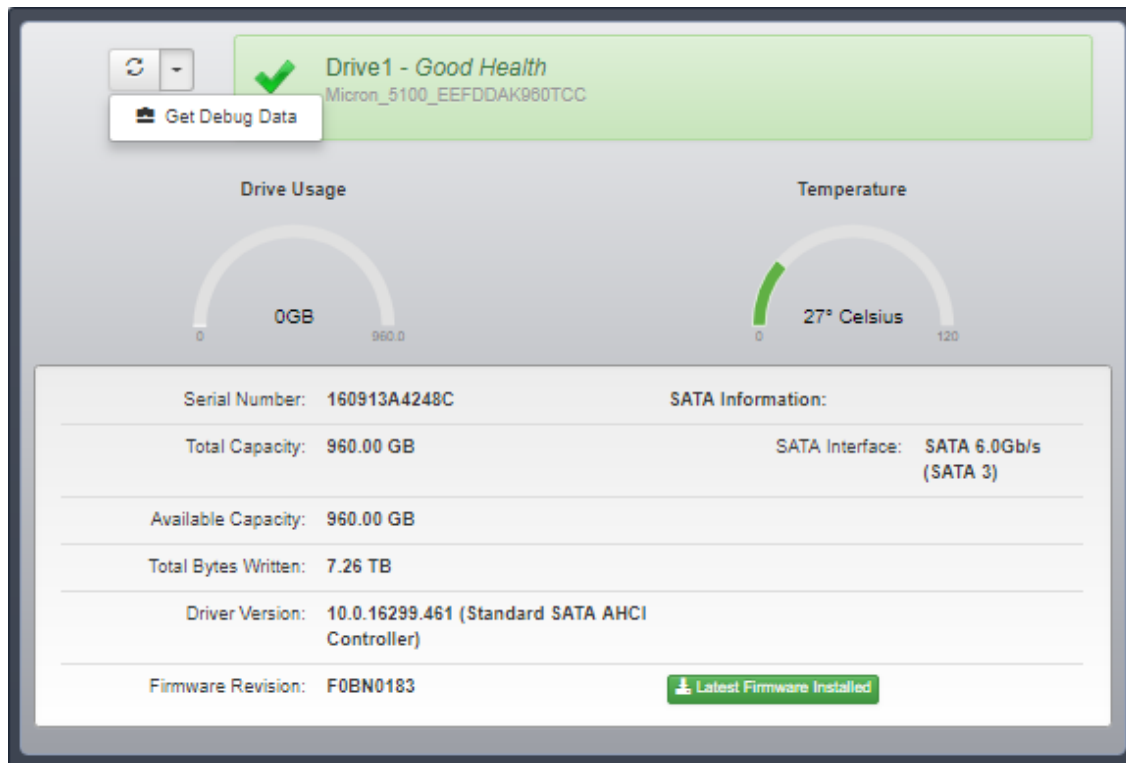 Drive1 - Good Health
Micron_5100_EEFDDAK960TCC
Get Debug Data
Drive Usage
0GB
0
960.0
Temperature
27° Celsius
0
120
Serial Number: 160913A4248C
SATA Information:
Total Capacity: 960.00 GB
SATA Interface: SATA 6.0Gb/s
(SATA 3)
Available Capacity: 960.00 GB
Total Bytes Written: 7.26 TB
Driver Version: 10.0.16299.461 (Standard SATA AHCI
Controller)
Firmware Revision: F0BN0183
Latest Firmware Installed